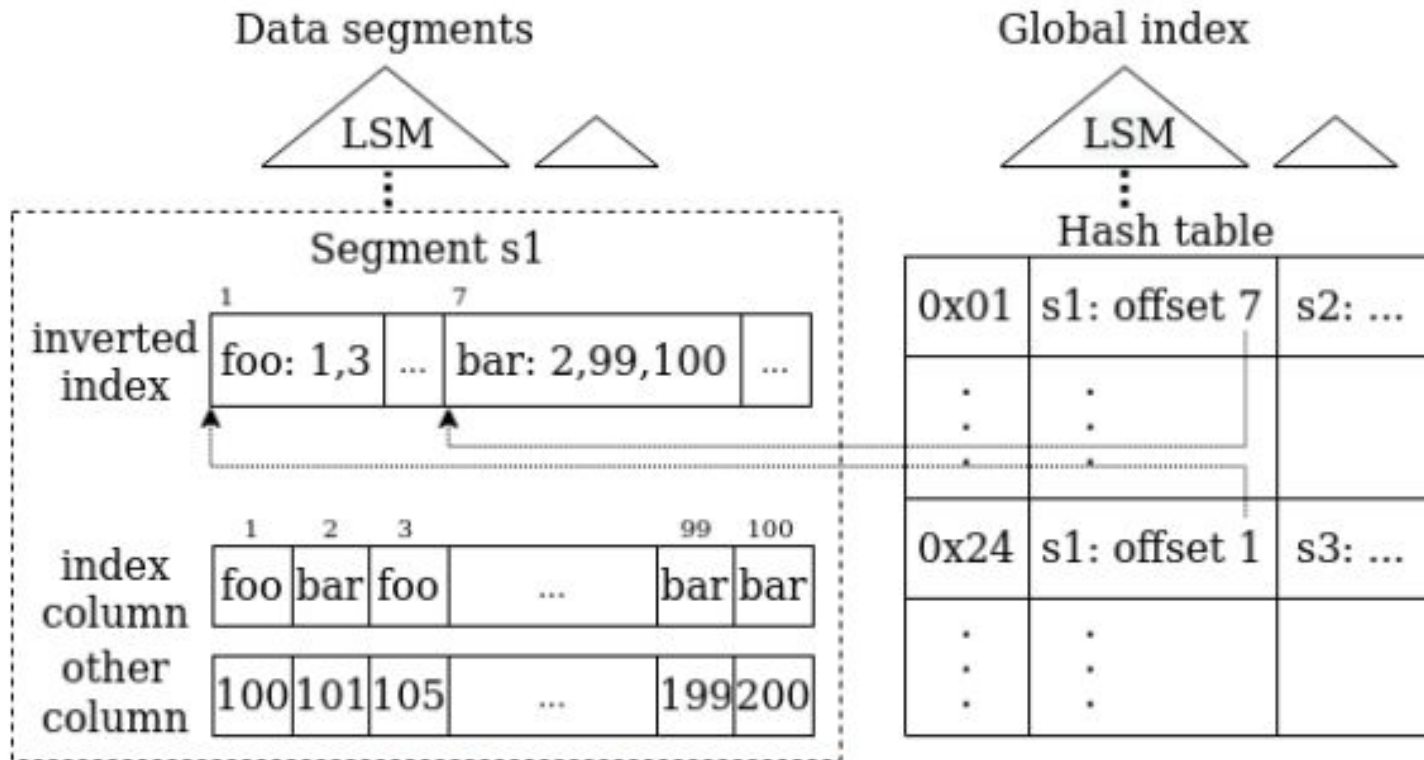 Data segments
Global index
LSM
LSM
Segment s1
1 7
inverted
index
foo: 1,3 ... bar: 2,99,100 ...
1 2 3 99 100
index
column
foo bar foo ... bar bar
other
column
100 101 105 ... 199 200
Hash table
0x01 s1: offset 7 s2: ...
0x24 s1: offset 1 s3: ...